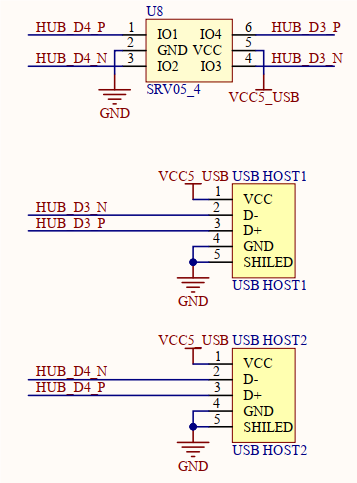 U8
HUB_D4_P 1 IO1 IO4 6 HUB_D3_P
2 GND VCC 5
HUB_D4_N 3 IO2 IO3 4 HUB_D3_N
SRV05_4
VCC5_USB
GND
VCC5_USB USB HOST1
1 VCC
HUB_D3_N 2 D-
HUB_D3_P 3 D+
4 GND
5 SHILED
USB HOST1
GND
VCC5_USB USB HOST2
1 VCC
HUB_D4_N 2 D-
HUB_D4_P 3 D+
4 GND
5 SHILED
USB HOST2
GND